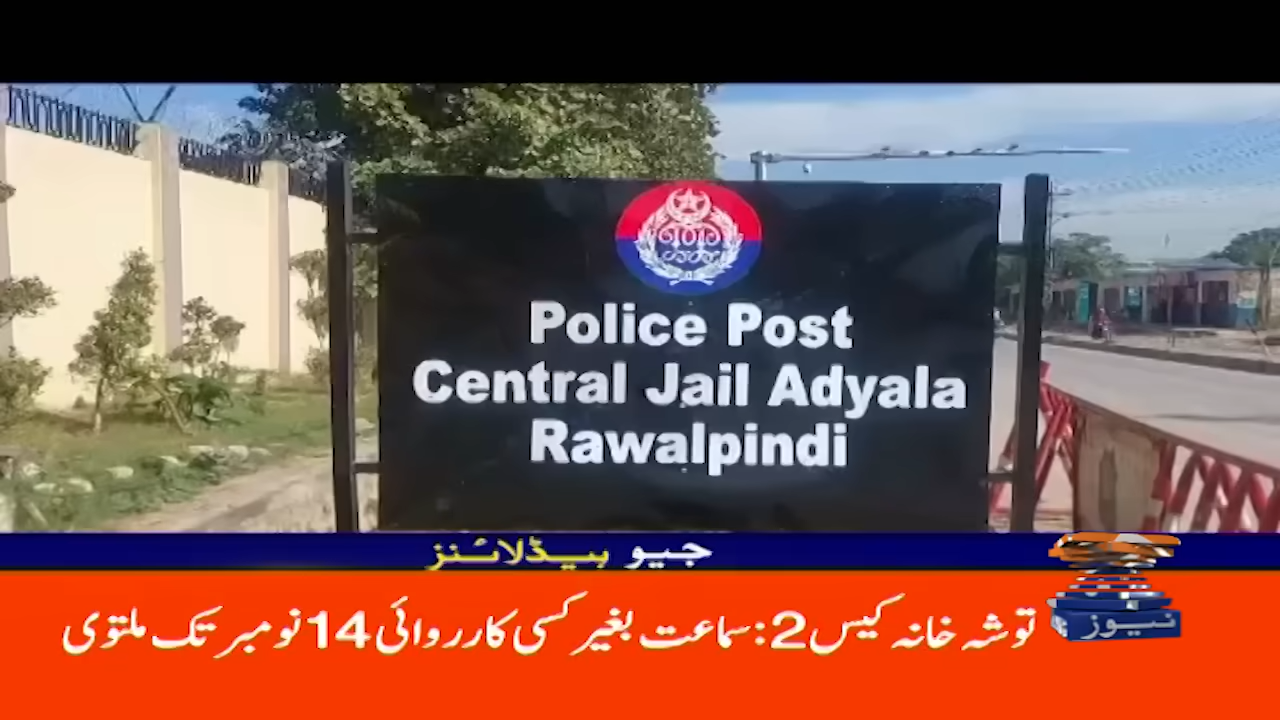 Police Post
Central Jail Adyala
Rawalpindi
جیو ہیڈلائنز
توشہ خانہ کیس 2: سماعت بغیر کسی کارروائی 14 نومبر تک ملتوی
نیوز